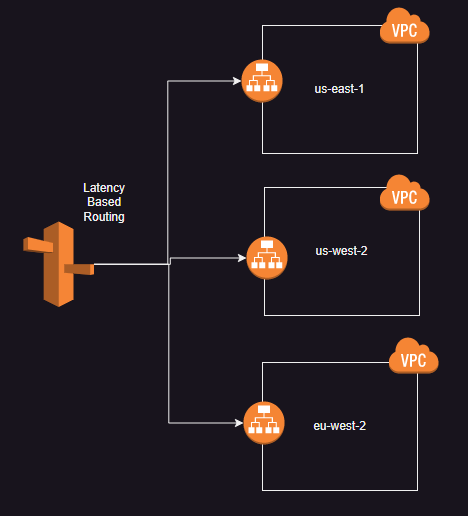 VPC
us-east-1
Latency
Based
Routing
VPC
us-west-2
VPC
eu-west-2